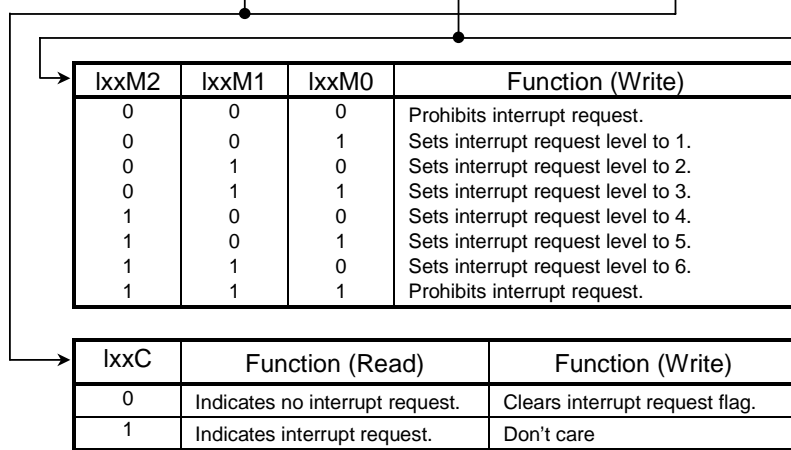 IxxM2 IxxM1 IxxM0 Function (Write)
0 0 0 Prohibits interrupt request.
0 0 1 Sets interrupt request level to 1.
0 1 0 Sets interrupt request level to 2.
0 1 1 Sets interrupt request level to 3.
1 0 0 Sets interrupt request level to 4.
1 0 1 Sets interrupt request level to 5.
1 1 0 Sets interrupt request level to 6.
1 1 1 Prohibits interrupt request.
IxxC Function (Read) Function (Write)
0 Indicates no interrupt request. Clears interrupt request flag.
1 Indicates interrupt request. Don't care